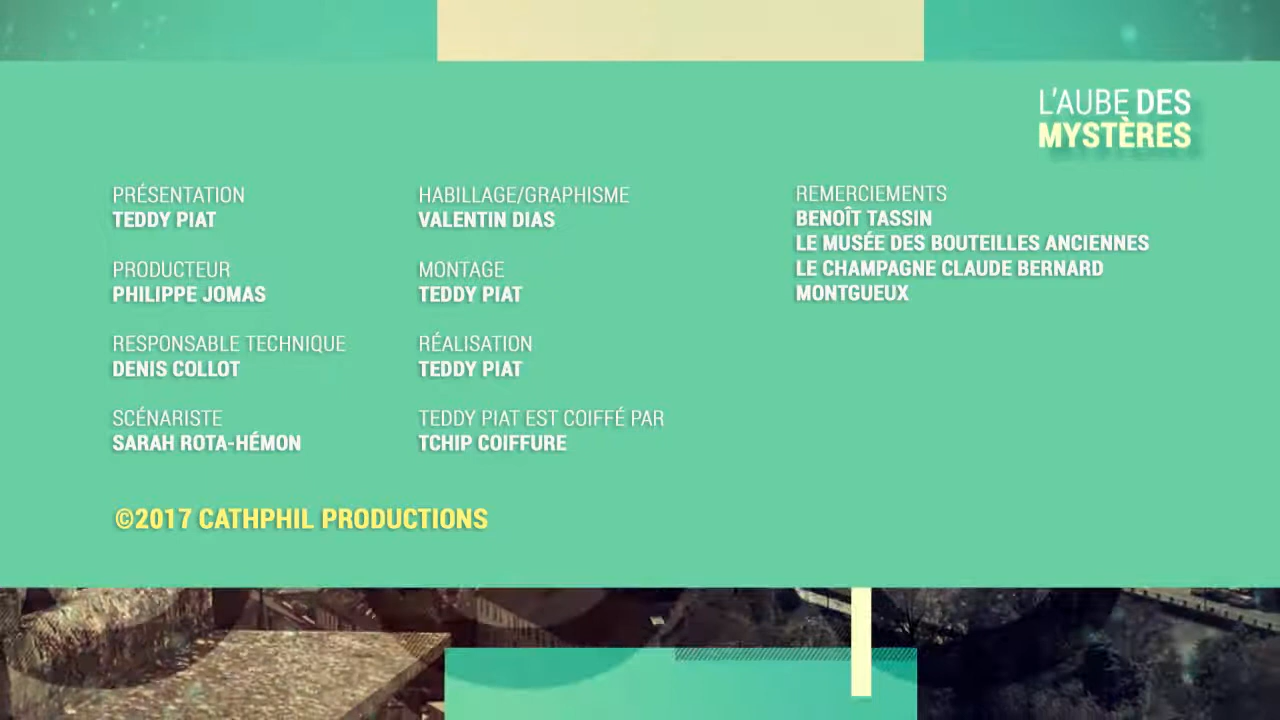 L'AUBE DES
MYSTÈRES
PRÉSENTATION
TEDDY PIAT
PRODUCTEUR
PHILIPPE JOMAS
RESPONSABLE TECHNIQUE
DENIS COLLOT
SCÉNARISTE
SARAH ROTA-HÉMON
HABILLAGE/GRAPHISME
VALENTIN DIAS
MONTAGE
TEDDY PIAT
RÉALISATION
TEDDY PIAT
TEDDY PIAT EST COIFFÉ PAR
TCHIP COIFFURE
REMERCIEMENTS
BENOÎT TASSIN
LE MUSÉE DES BOUTEILLES ANCIENNES
LE CHAMPAGNE CLAUDE BERNARD
MONTGUEUX
©2017 CATHPHIL PRODUCTIONS